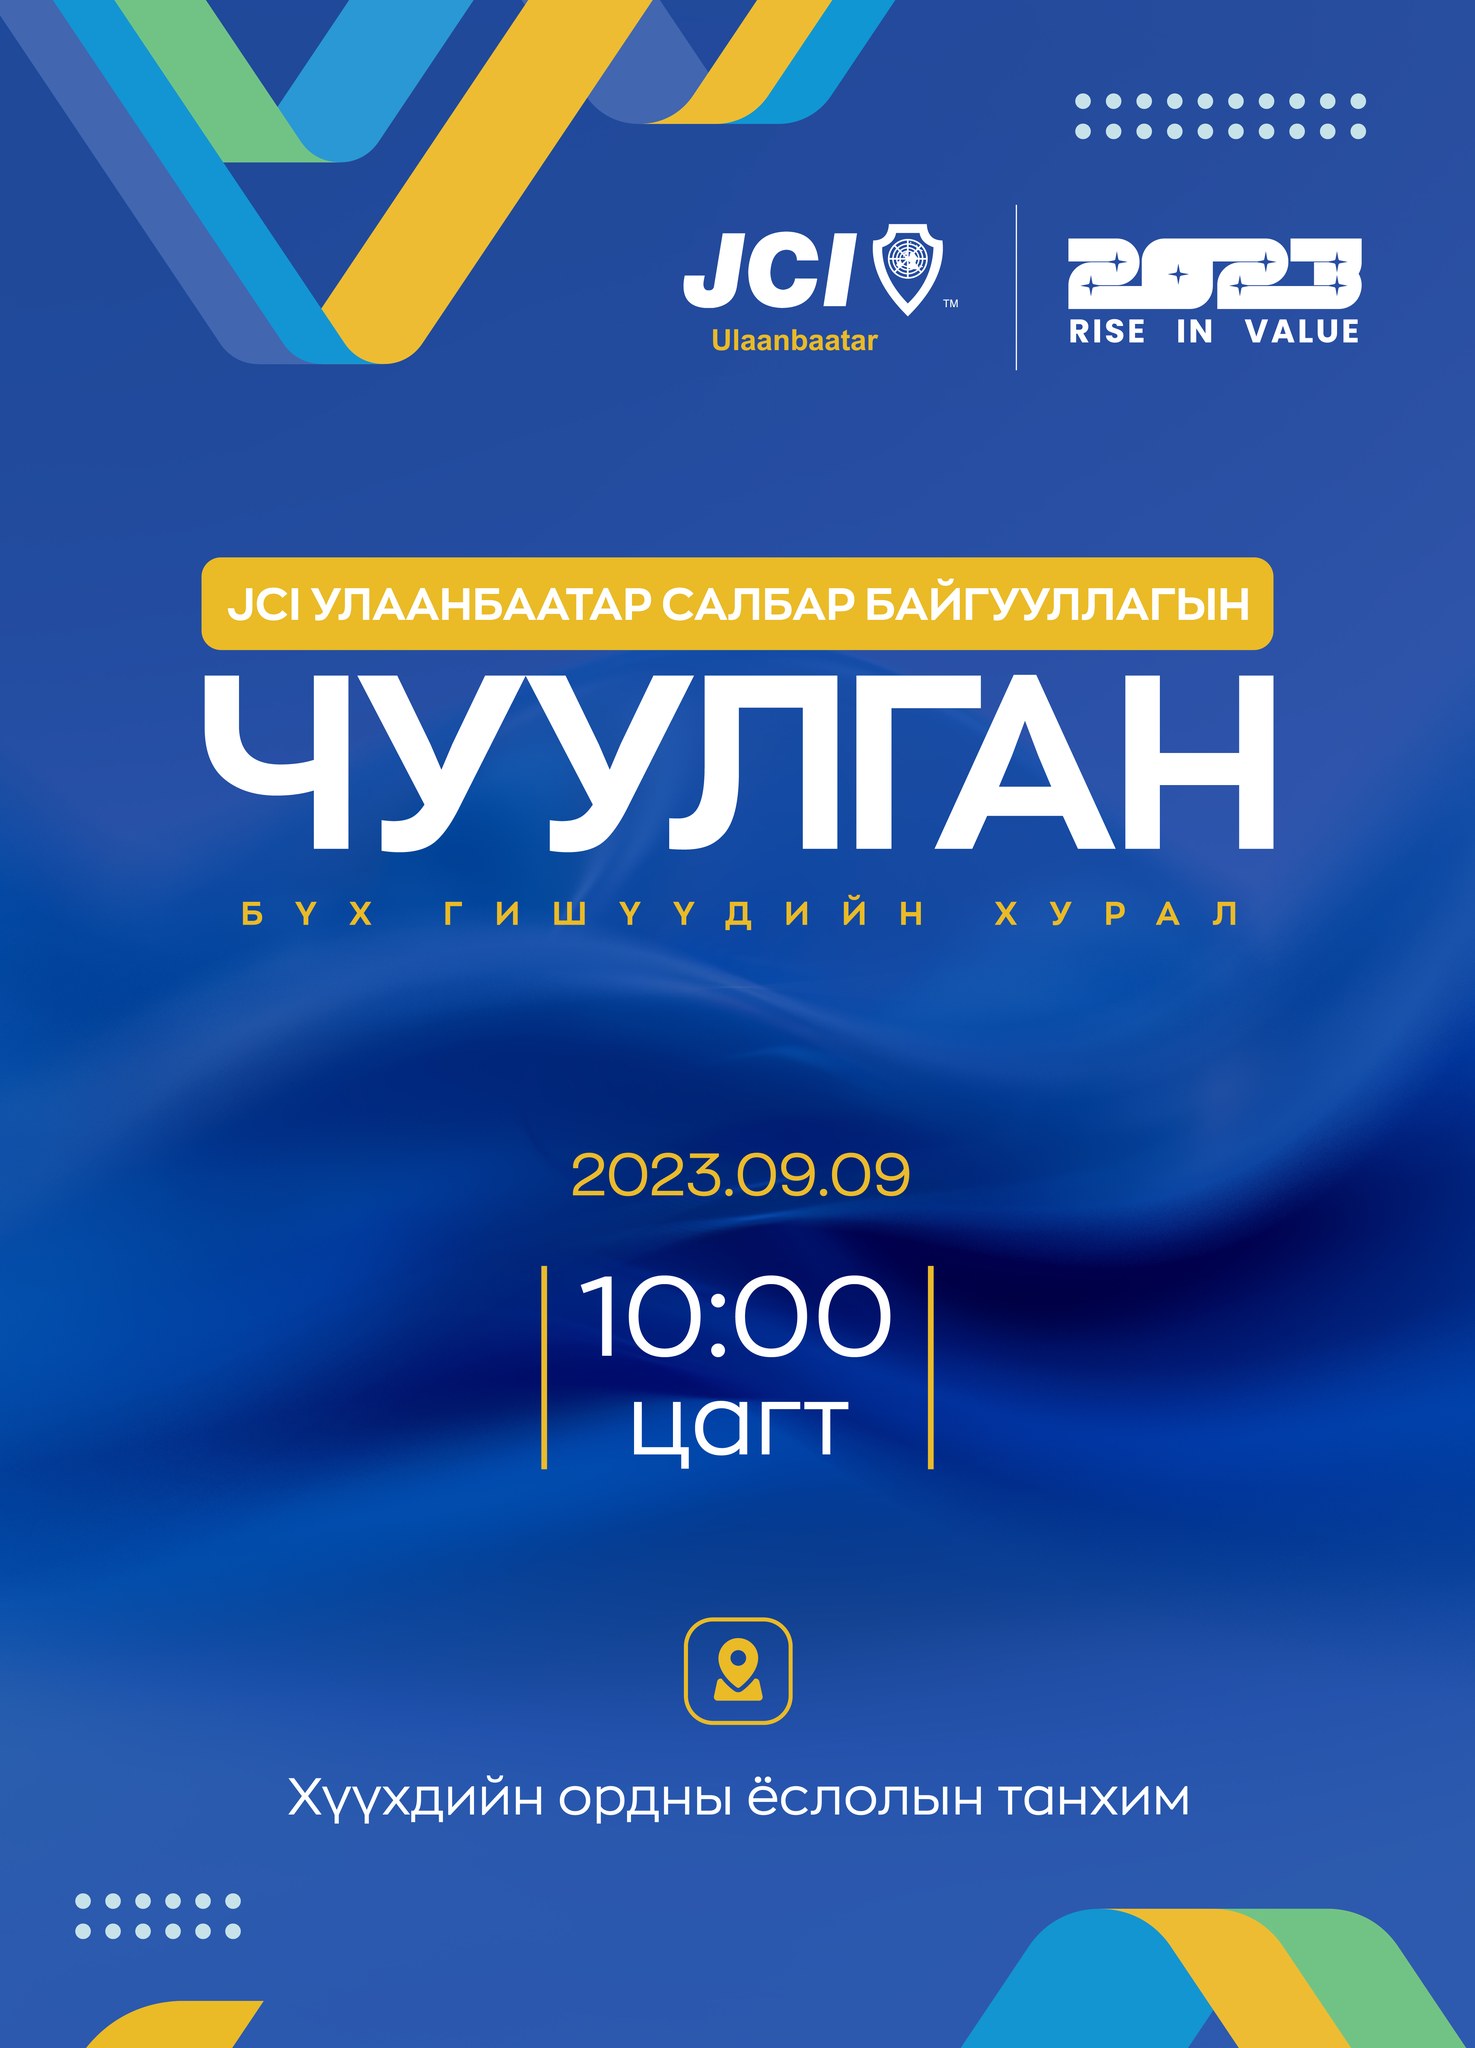 JCI
TM
Ulaanbaatar
2023
RISE IN VALUE
JCI УЛААНБААТАР САЛБАР БАЙГУУЛЛАГЫН
ЧУУЛГАН
БҮХ ГИШҮҮДИЙН ХУРАЛ
2023.09.09
10:00
цагт
Хүүхдийн ордны ёслолын танхим